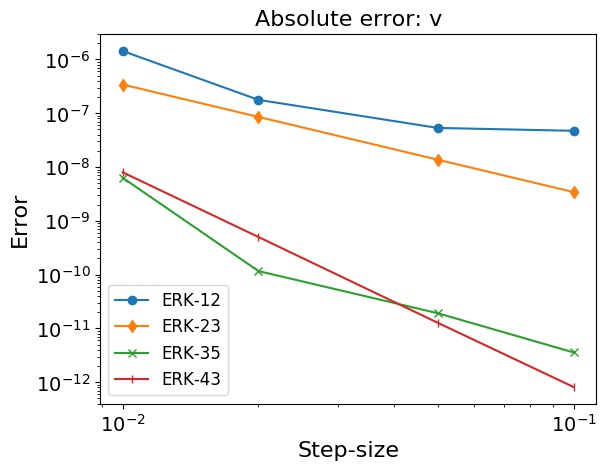 Absolute error: v
Error
10⁻⁶
10⁻⁷
10⁻⁸
10⁻⁹
10⁻¹⁰
10⁻¹¹
10⁻¹²
ERK-12
ERK-23
ERK-35
ERK-43
10⁻² 10⁻¹
Step-size